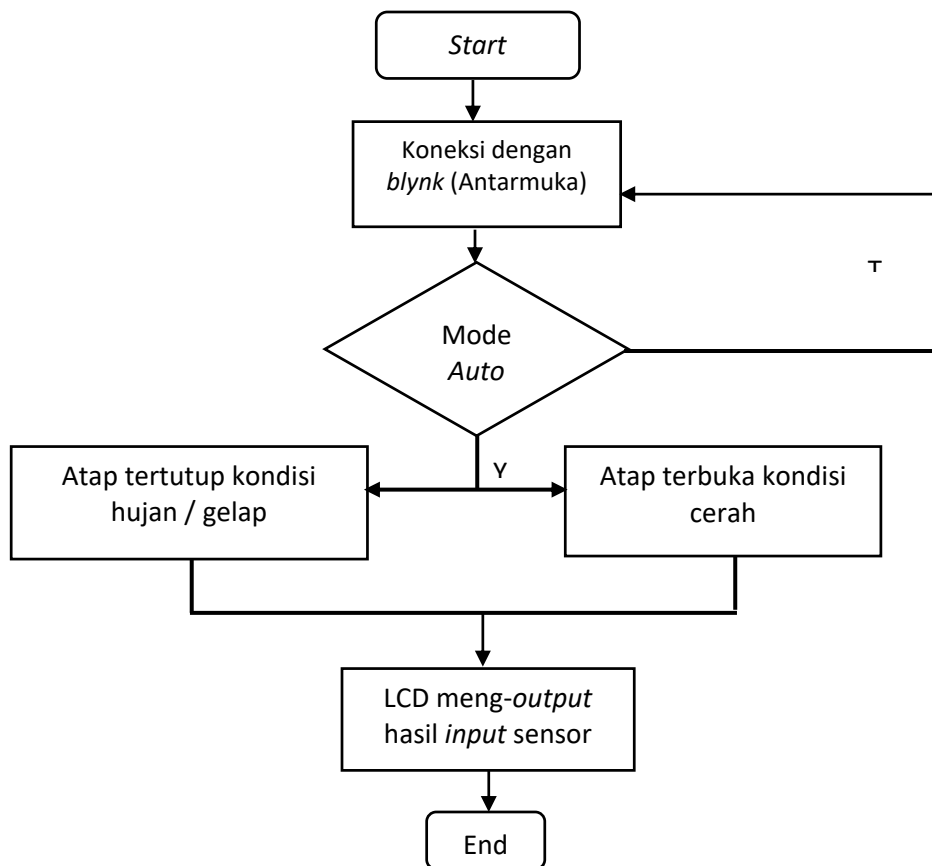 Start
Koneksi dengan
blynk (Antarmuka)
T
Mode
Auto
Y
Atap tertutup kondisi
hujan / gelap
Atap terbuka kondisi
cerah
LCD meng-output
hasil input sensor
End